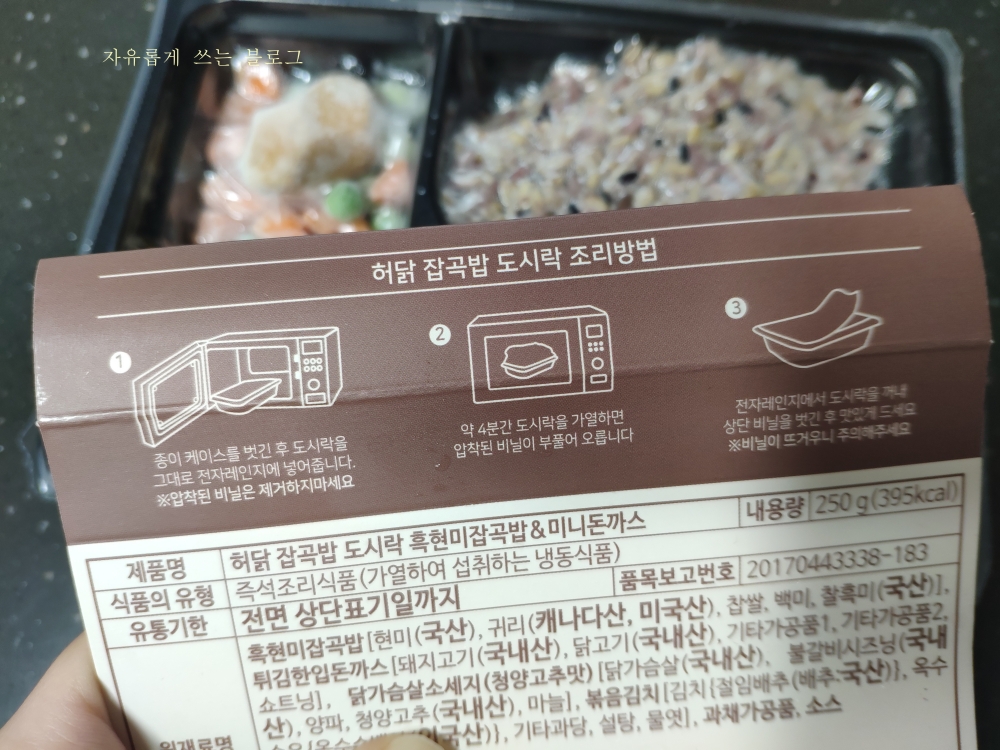 자유롭게 쓰는 블로그
허닭 잡곡밥 도시락 조리방법
1
종이 케이스를 벗긴 후 도시락을
그대로 전자레인지에 넣어줍니다.
※압착된 비닐은 제거하지마세요
2
약 4분간 도시락을 가열하면
압착된 비닐이 부풀어 오릅니다
3
전자레인지에서 도시락을 꺼내
상단 비닐을 벗긴 후 맛있게 드세요
※비닐이 뜨거우니 주의해주세요
제품명 허닭 잡곡밥 도시락 흑현미잡곡밥&미니돈까스 내용량 250 g(395kcal)
식품의 유형 즉석조리식품(가열하여 섭취하는 냉동식품) 품목보고번호 20170443338-183
유통기한 전면 상단표기일까지
원재료명
흑현미잡곡밥[현미(국산), 귀리(캐나다산, 미국산), 찹쌀, 백미, 찰흑미(국산)],
튀김한입돈까스[돼지고기(국내산), 닭고기(국내산), 기타가공품1, 기타가공품2,
쇼트닝], 닭가슴살소세지(청양고추맛)[닭가슴살(국내산), 불갈비시즈닝(국내
산), 양파, 청양고추(국내산), 마늘], 볶음김치[김치{절임배추(배추:국산)}, 옥수
외국산)}, 기타과당, 설탕, 물엿], 과채가공품, 소스